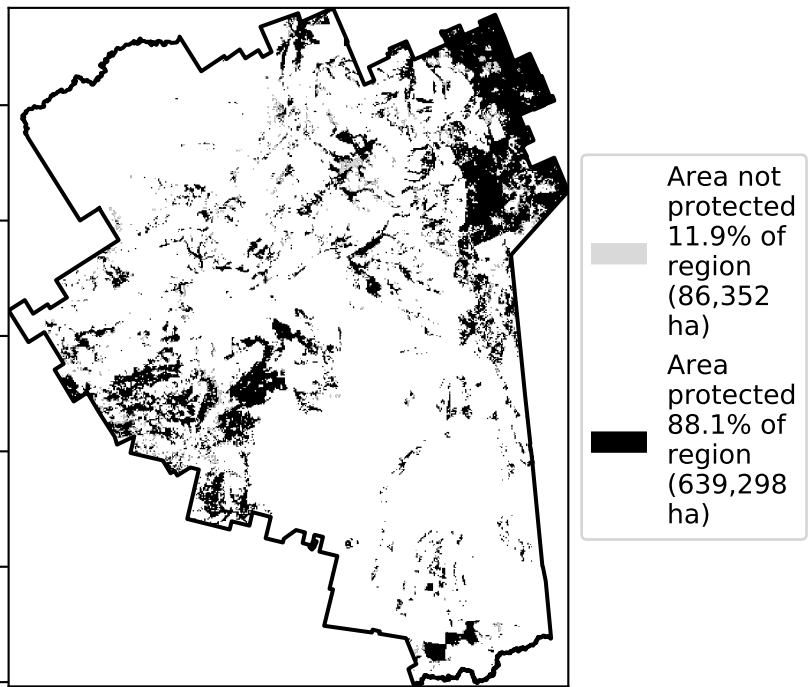 Area not
protected
11.9% of
region
(86,352
ha)
Area
protected
88.1% of
region
(639,298
ha)